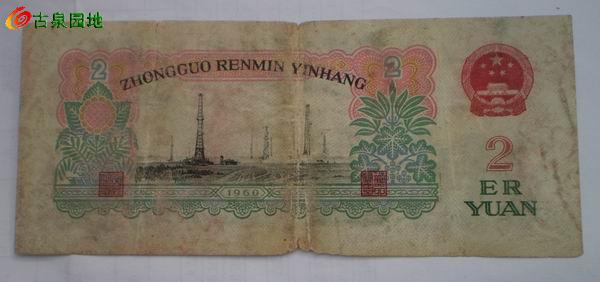 古泉园地
2
ZHONGGUO RENMIN YINHANG
2
1960
2
ER
YUAN